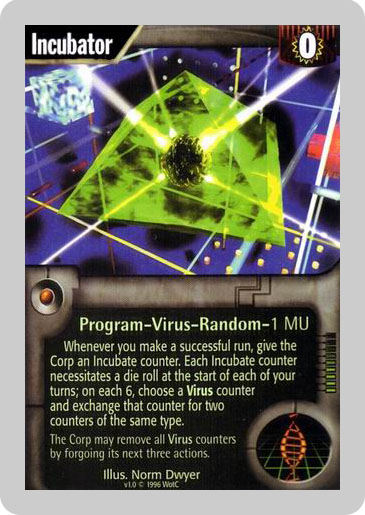 Incubator
0
Program-Virus-Random-1 MU
Whenever you make a successful run, give the
Corp an Incubate counter. Each Incubate counter
necessitates a die roll at the start of each of your
turns; on each 6, choose a Virus counter
and exchange that counter for two
counters of the same type.
The Corp may remove all Virus counters
by forgoing its next three actions.
Illus. Norm Dwyer
v1.0 © 1996 WotC